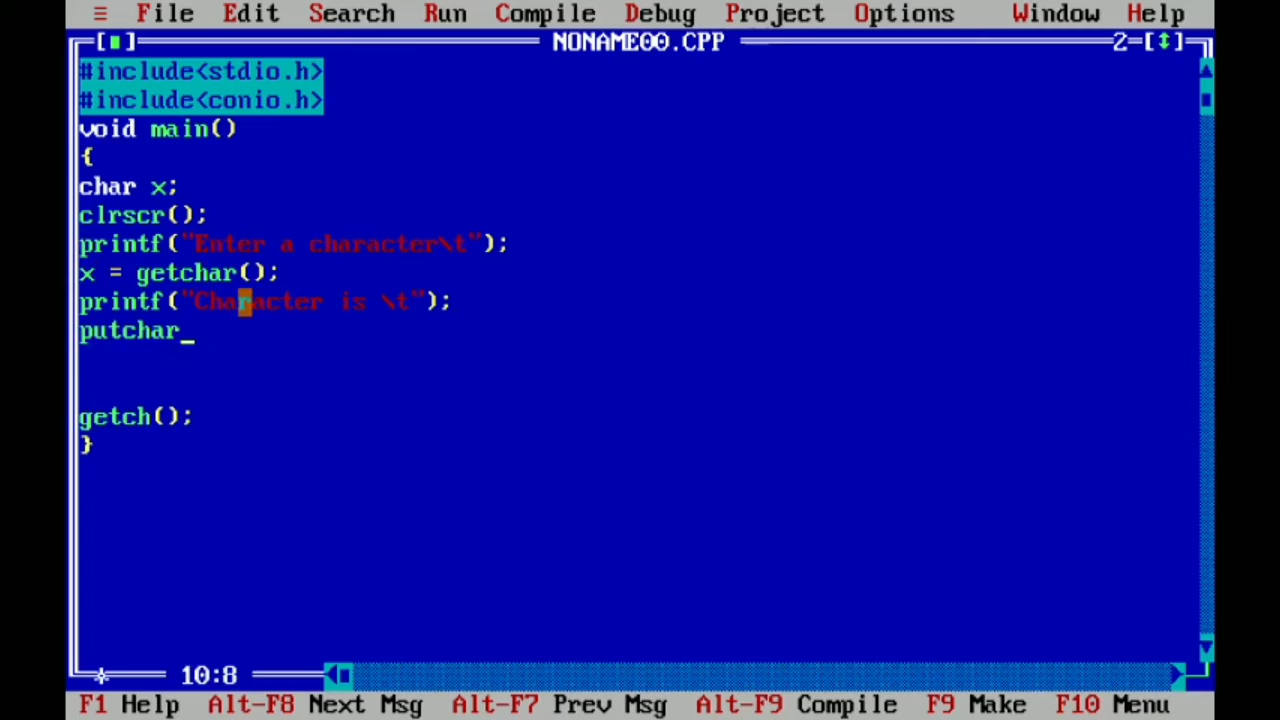 ≡ File Edit Search Run Compile Debug Project Options Window Help
[■] NONAME00.CPP 2=[↕]
#include<stdio.h>
#include<conio.h>
void main()
{
char x;
clrscr();
printf("Enter a character\t");
x = getchar();
printf("Character is \t");
putchar_
getch();
}
* 10:8
F1 Help Alt-F8 Next Msg Alt-F7 Prev Msg Alt-F9 Compile F9 Make F10 Menu